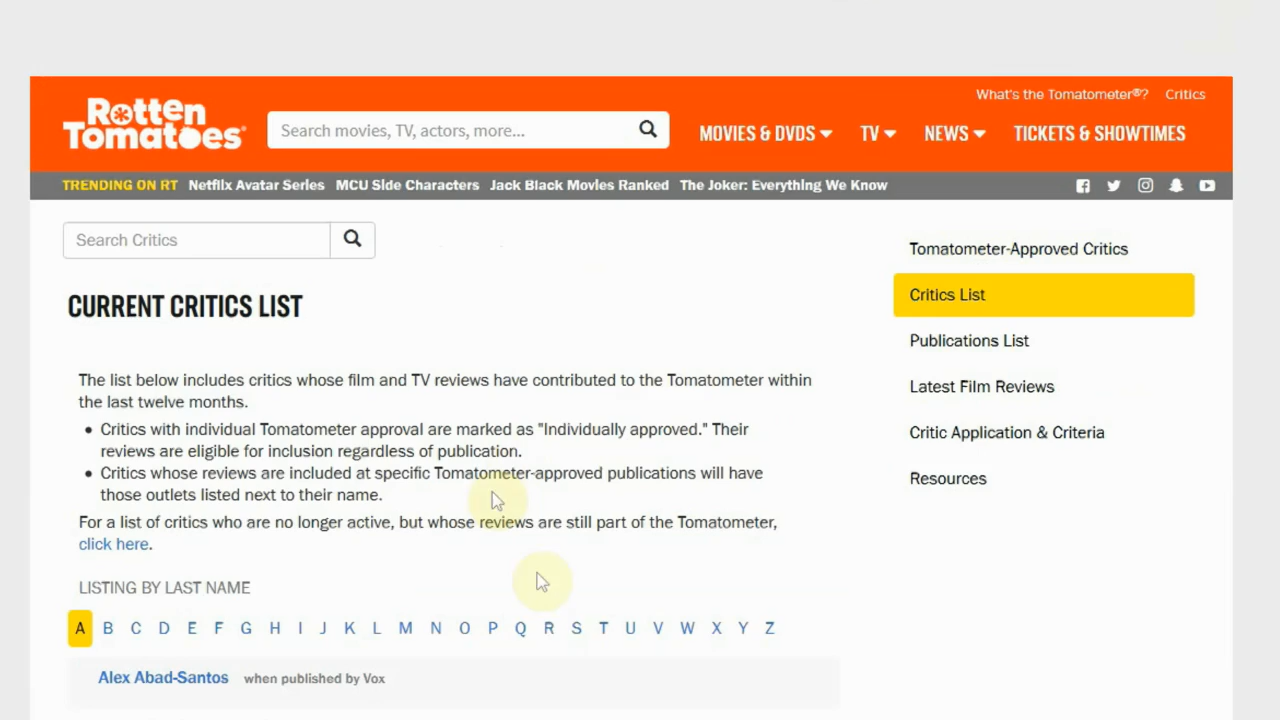 What's the Tomatometer®? Critics
Rotten
Tomatoes®
Search movies, TV, actors, more...
MOVIES & DVDS TV NEWS TICKETS & SHOWTIMES
TRENDING ON RT Netflix Avatar Series MCU Side Characters Jack Black Movies Ranked The Joker: Everything We Know
Search Critics
CURRENT CRITICS LIST
The list below includes critics whose film and TV reviews have contributed to the Tomatometer within
the last twelve months.
• Critics with individual Tomatometer approval are marked as "Individually approved." Their
reviews are eligible for inclusion regardless of publication.
• Critics whose reviews are included at specific Tomatometer-approved publications will have
those outlets listed next to their name.
For a list of critics who are no longer active, but whose reviews are still part of the Tomatometer,
click here.
LISTING BY LAST NAME
A B C D E F G H I J K L M N O P Q R S T U V W X Y Z
Alex Abad-Santos when published by Vox
Tomatometer-Approved Critics
Critics List
Publications List
Latest Film Reviews
Critic Application & Criteria
Resources